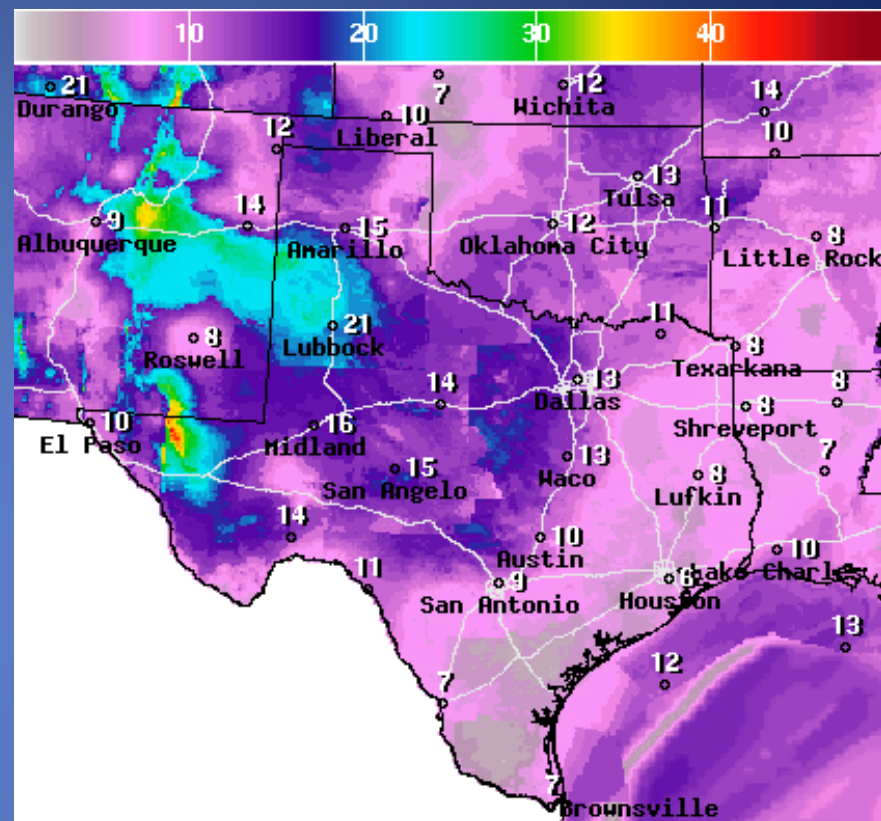 10 20 30 40
21
Durango
7
10
Liberal
12
Wichita
14
10
12
13
Tulsa
9
Albuquerque
14
15
Amarillo
12
Oklahoma City
11
8
Little Rock
8
Roswell
21
Lubbock
11
8
Texarkana
10
El Paso
16
Midland
14
13
Dallas
8
Shreveport
8
15
San Angelo
13
Waco
8
Lufkin
7
14
10
Austin
10
Lake Charles
11
9
San Antonio
6
Houston
13
12
7
7
Brownsville